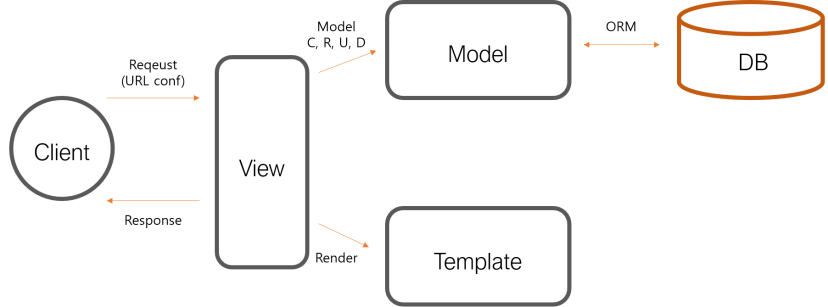 Model
C, R, U, D
ORM
Reqeust
(URL conf)
Model
DB
Client
View
Response
Render
Template